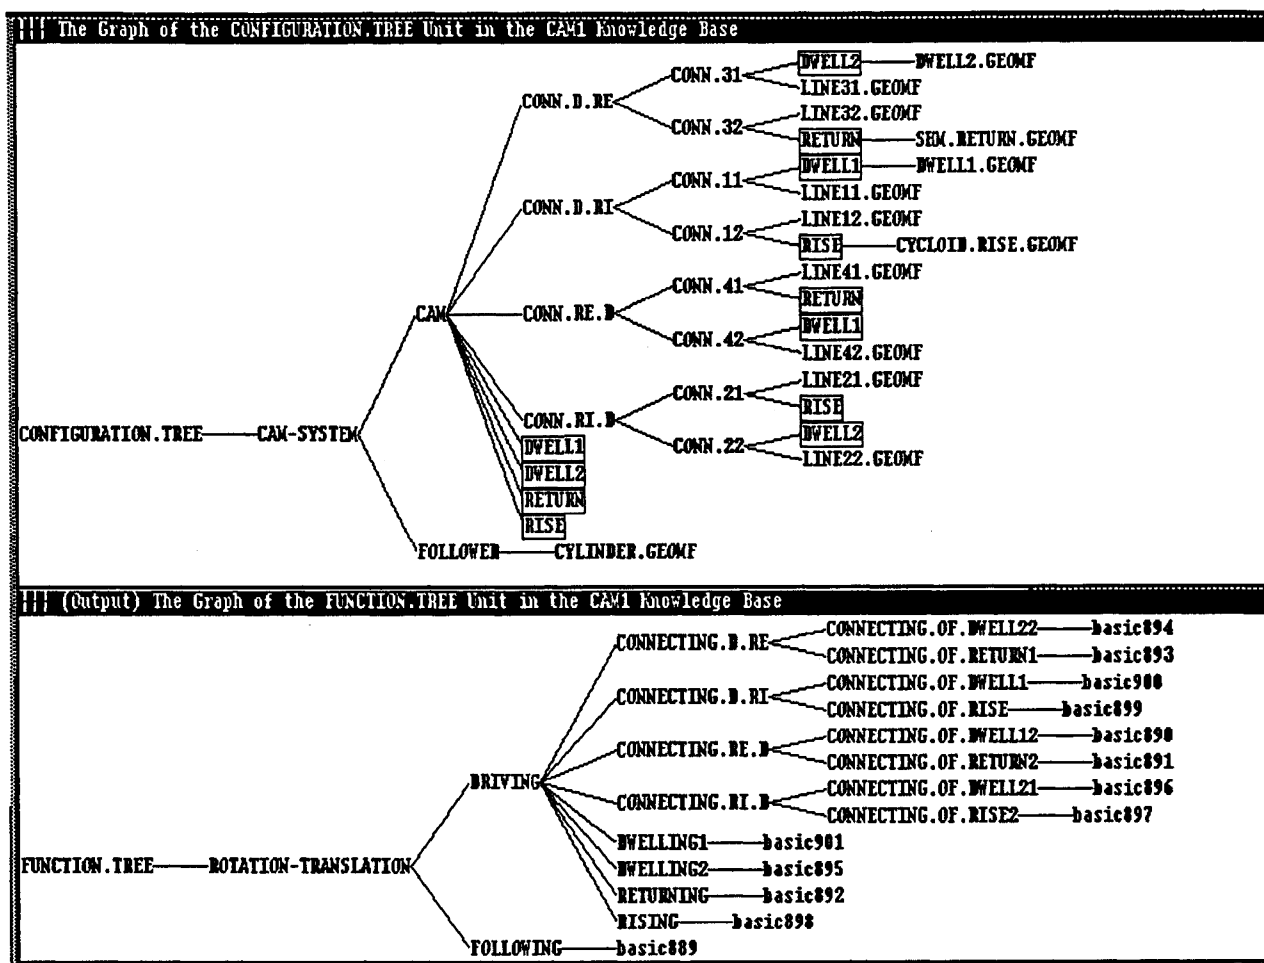 The Graph of the CONFIGURATION.TREE Unit in the CAM1 Knowledge Base
DWELL2 DWELL2.GEOMF
CONN.31
LINE31.GEOMF
CONN.D.RE
LINE32.GEOMF
CONN.32
RETURN SHM.RETURN.GEOMF
DWELL1 DWELL1.GEOMF
CONN.11
LINE11.GEOMF
CONN.D.RI
LINE12.GEOMF
CONN.12
RISE CYCLOID.RISE.GEOMF
LINE41.GEOMF
CONN.41
RETURN
CAM CONN.RE.D
DWELL1
CONN.42
LINE42.GEOMF
LINE21.GEOMF
CONN.21
RISE
CONN.RI.D
CONFIGURATION.TREE CAM-SYSTEM DWELL2
DWELL1 CONN.22
LINE22.GEOMF
DWELL2
RETURN
RISE
FOLLOWER CYLINDER.GEOMF
(Output) The Graph of the FUNCTION.TREE Unit in the CAM1 Knowledge Base
CONNECTING.OF.DWELL22 basic894
CONNECTING.D.RE
CONNECTING.OF.RETURN1 basic893
CONNECTING.OF.DWELL1 basic900
CONNECTING.D.RI
CONNECTING.OF.RISE basic899
CONNECTING.OF.DWELL12 basic890
CONNECTING.RE.D
CONNECTING.OF.RETURN2 basic891
DRIVING CONNECTING.OF.DWELL21 basic896
CONNECTING.RI.D
CONNECTING.OF.RISE2 basic897
DWELLING1 basic901
FUNCTION.TREE ROTATION-TRANSLATION DWELLING2 basic895
RETURNING basic892
RISING basic898
FOLLOWING basic889